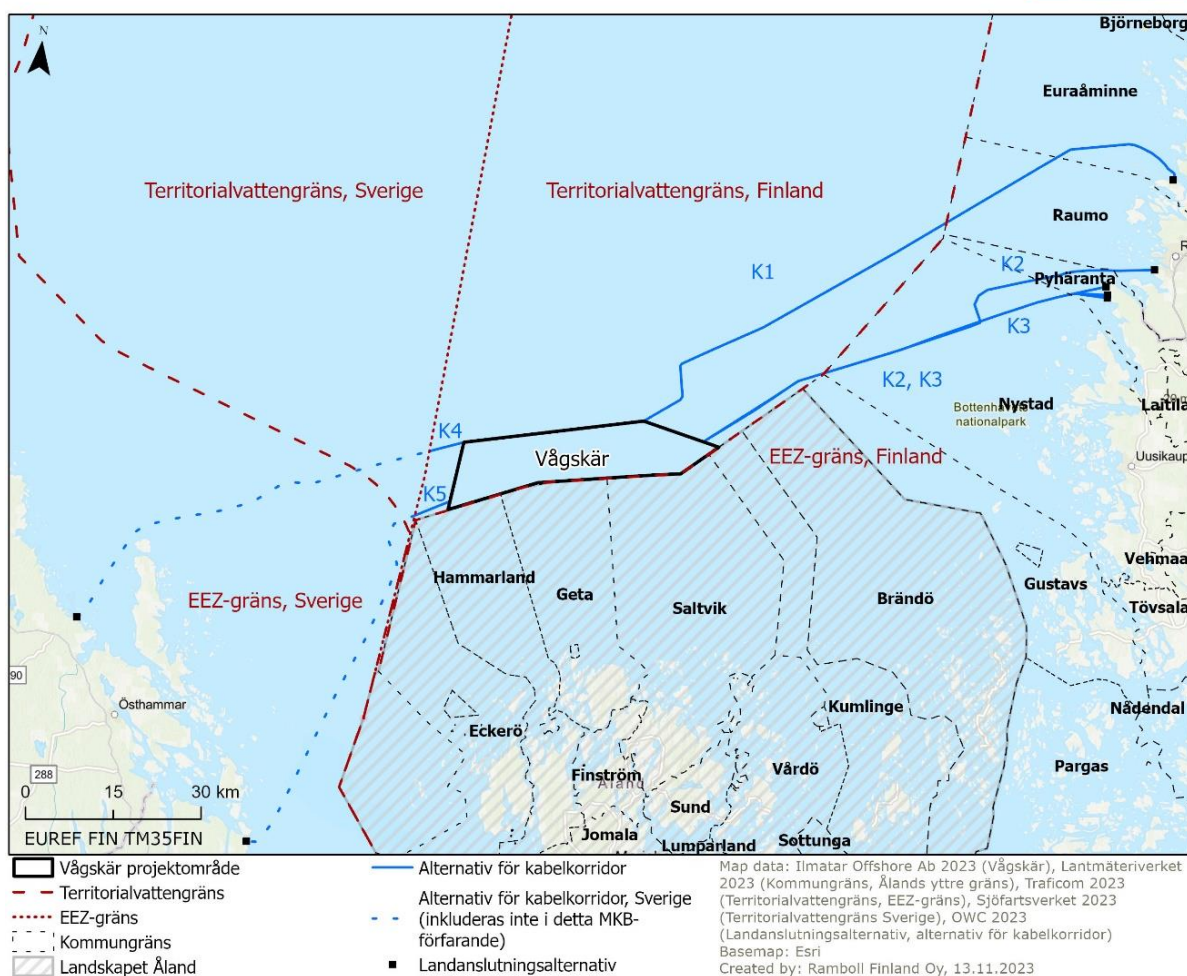 N
Björneborg
Euraåminne
Territorialvattengräns, Sverige
Territorialvattengräns, Finland
Raumo
R
K1
K2
Pyhäranta
K3
K2, K3
Nystad
Laitila
Bottenhavets
nationalpark
K4
Vågskär
EEZ-gräns, Finland
Uusikaup
K5
Hammarland
Geta
Saltvik
Brändö
Gustavs
Vehmaa
Tövsala
EEZ-gräns, Sverige
90
Östhammar
Eckerö
Kumlinge
Nådendal
Finström
Åland
Vårdö
Pargas
288
Sund
0 15 30 km
Jomala
Lumparland
Sottunga
EUREF FIN TM35FIN
Vågskär projektområde
Territorialvattengräns
EEZ-gräns
Kommungräns
Landskapet Åland
Alternativ för kabelkorridor
Alternativ för kabelkorridor, Sverige
(inkluderas inte i detta MKB-
förfarande)
Landanslutningsalternativ
Map data: Ilmatar Offshore Ab 2023 (Vågskär), Lantmäteriverket
2023 (Kommungräns, Ålands yttre gräns), Traficom 2023
(Territorialvattengräns, EEZ-gräns), Sjöfartsverket 2023
(Territorialvattengräns Sverige), OWC 2023
(Landanslutningsalternativ, alternativ för kabelkorridor)
Basemap: Esri
Created by: Ramboll Finland Oy, 13.11.2023